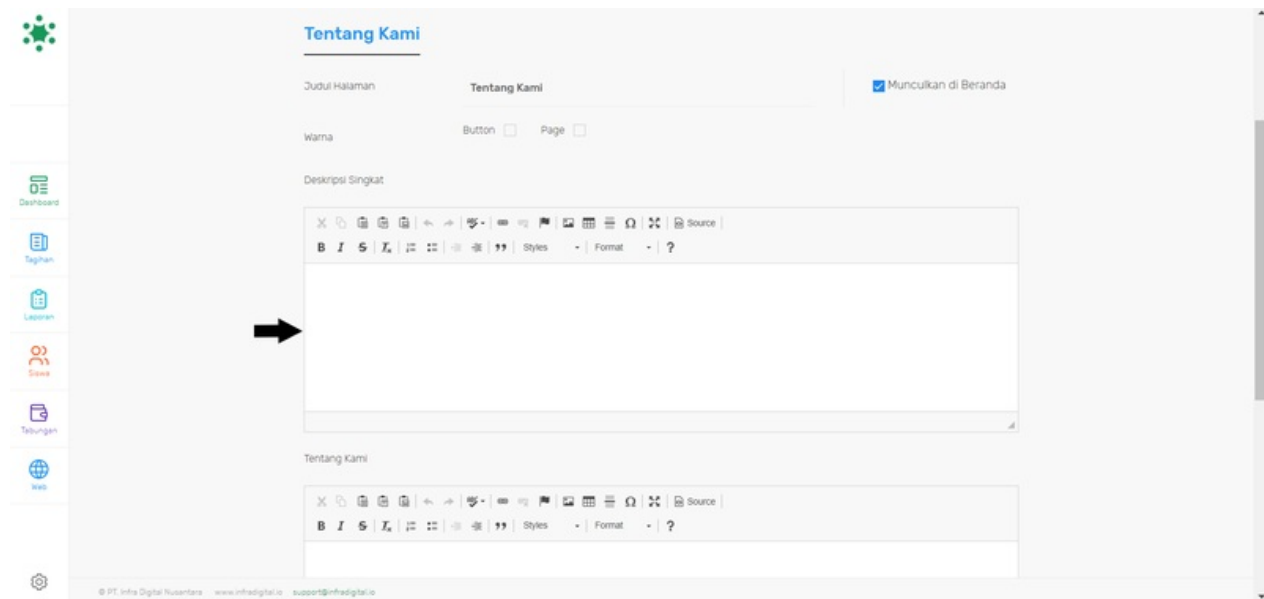 Tentang Kami
Judul Halaman
Tentang Kami
Munculkan di Beranda
Warna
Button
Page
Deskripsi Singkat
Source
B I S Ix Styles Format ?
Tentang Kami
Source
B I S Ix Styles Format ?
Dashboard
Tagihan
Laporan
Siswa
Tabungan
Web
© PT. Infra Digital Nusantara www.infradigital.io support@infradigital.io